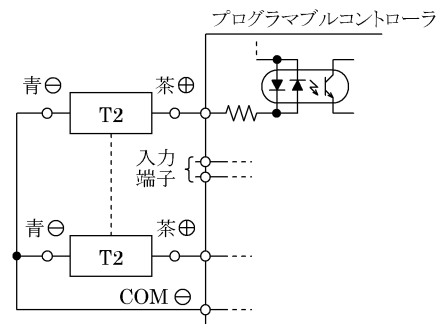 プログラマブルコントローラ
青⊖ 茶⊕
T2
入力
端子
青⊖ 茶⊕
T2
COM ⊖